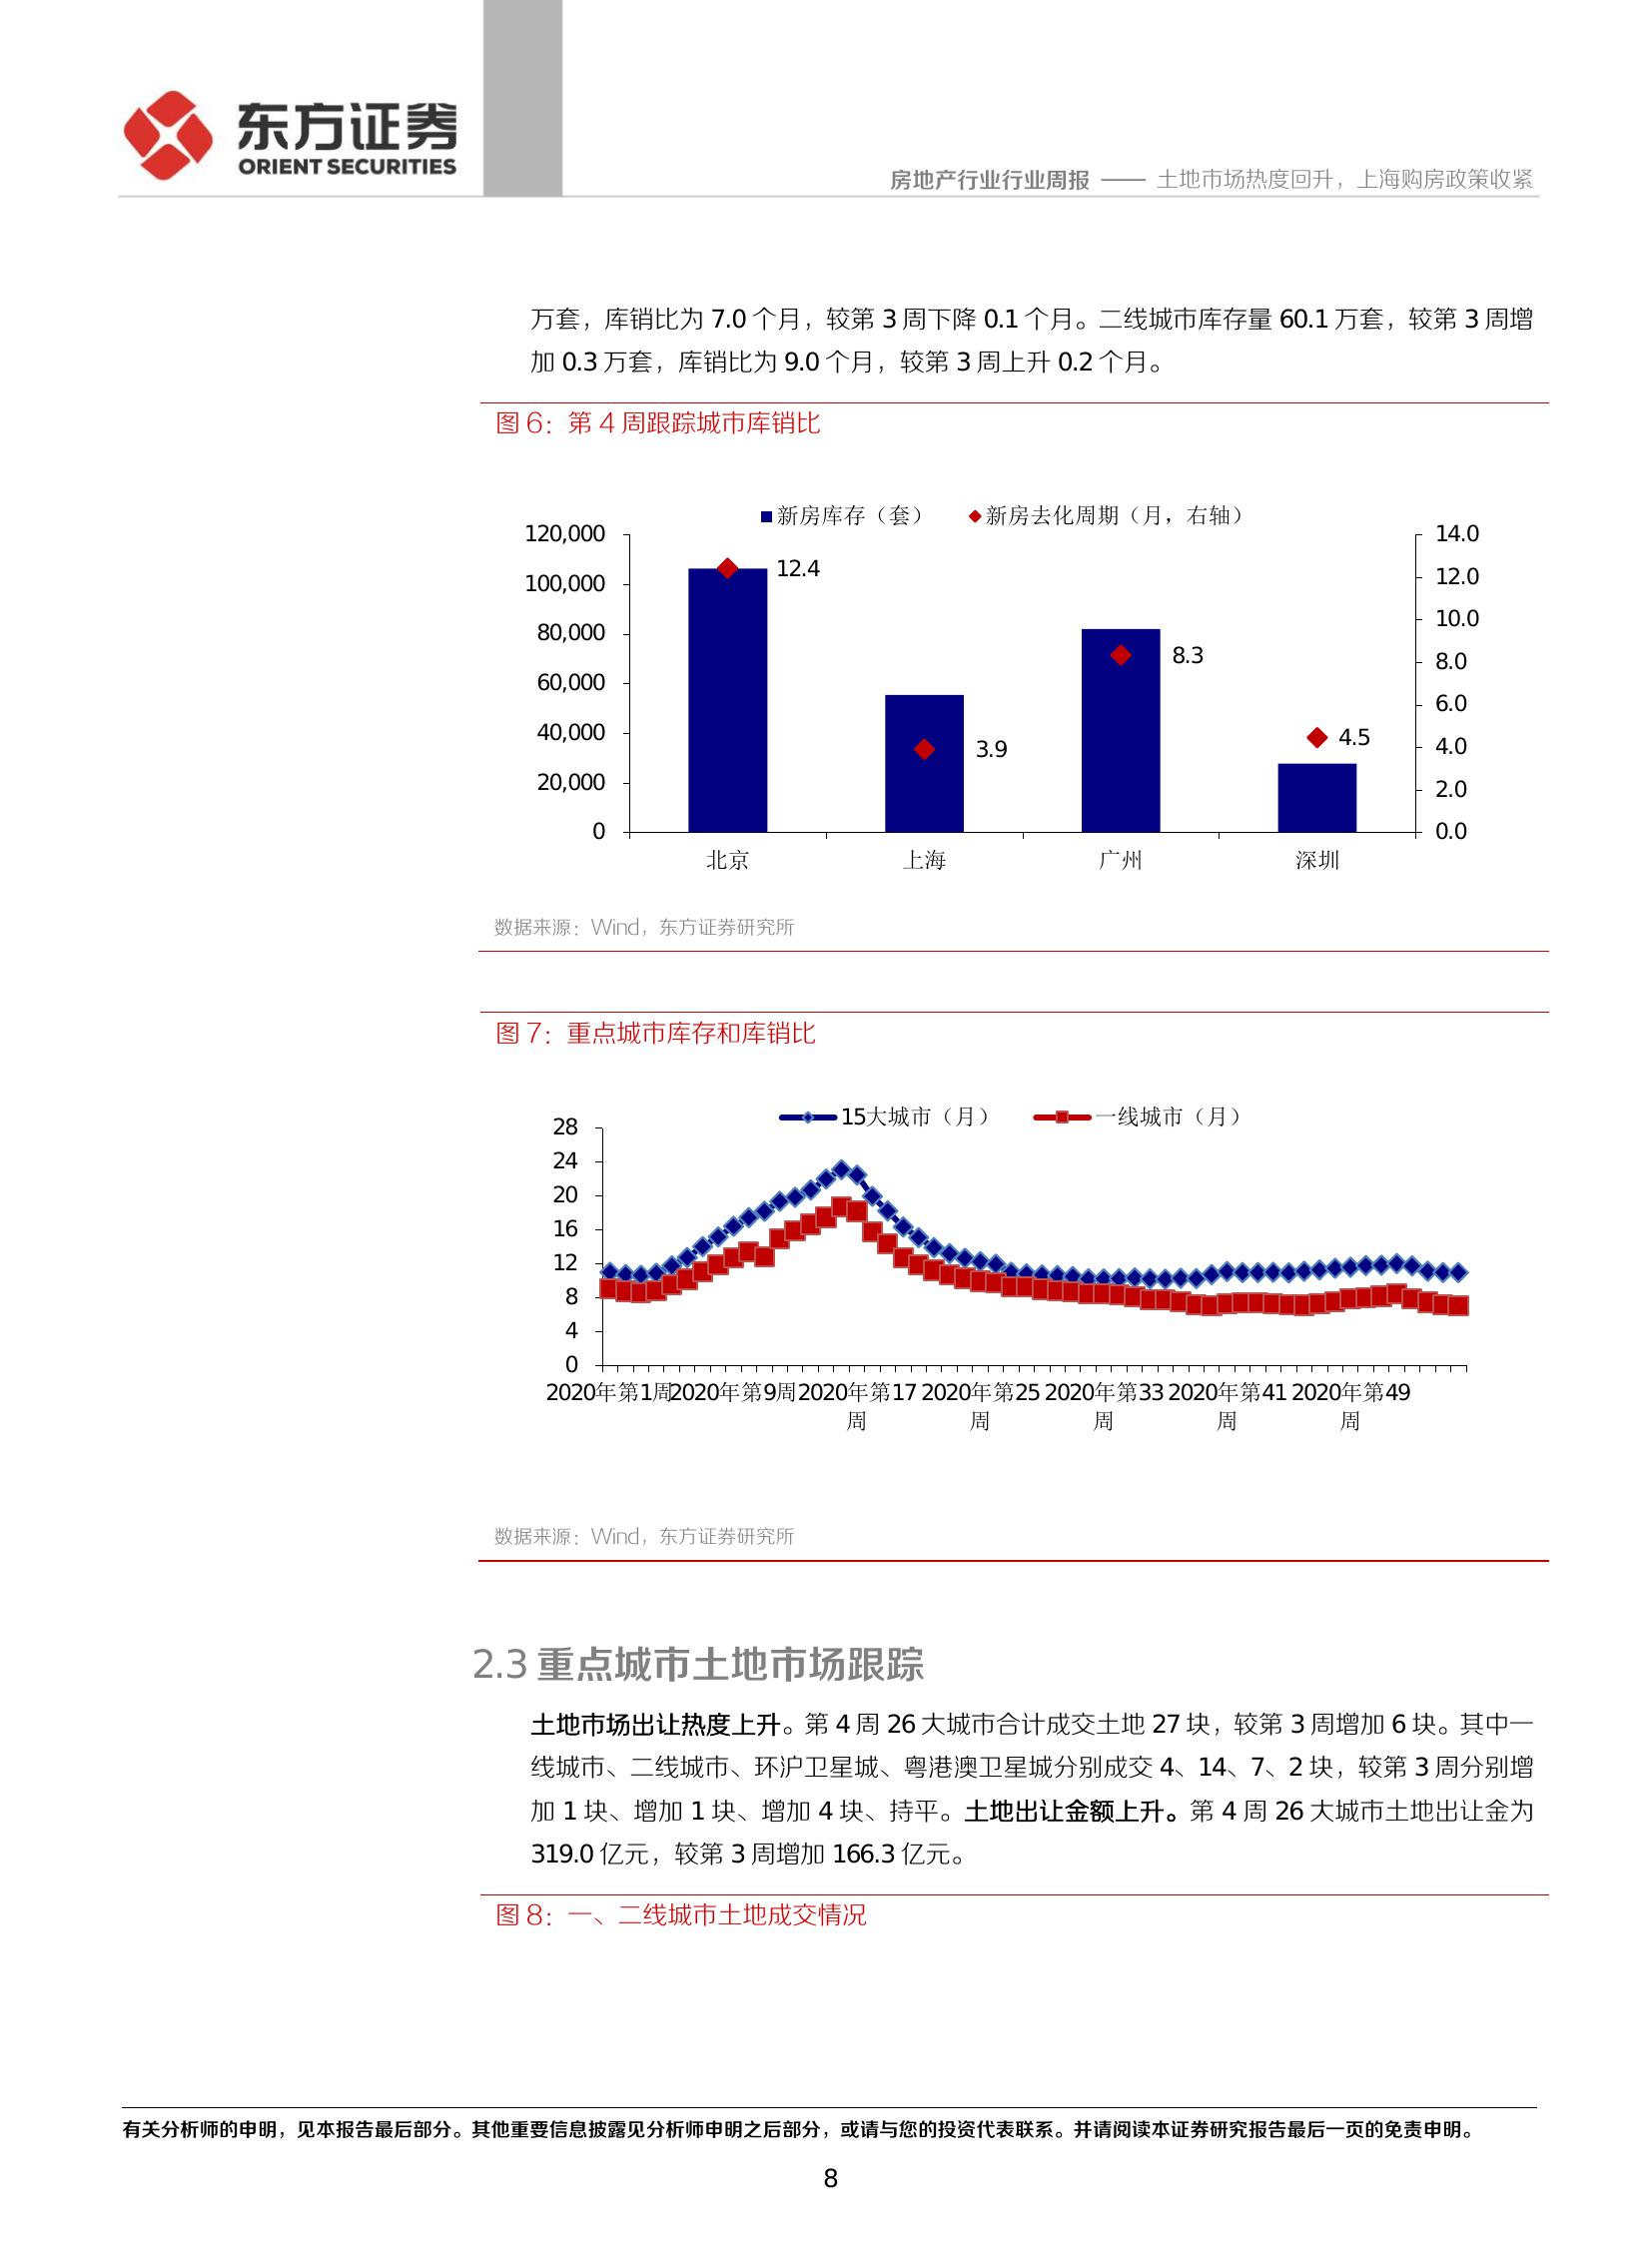 东方证券
ORIENT SECURITIES
房地产行业行业周报 —— 土地市场热度回升，上海购房政策收紧
万套，库销比为 7.0 个月，较第 3 周下降 0.1 个月。二线城市库存量 60.1 万套，较第 3 周增
加 0.3 万套，库销比为 9.0 个月，较第 3 周上升 0.2 个月。
图 6：第 4 周跟踪城市库销比
新房库存（套） 新房去化周期（月，右轴）
120,000 14.0
12.4
100,000 12.0
80,000 10.0
8.3
60,000 8.0
6.0
40,000 4.5
3.9 4.0
20,000 2.0
0 0.0
北京 上海 广州 深圳
数据来源：Wind，东方证券研究所
图 7：重点城市库存和库销比
15大城市（月） 一线城市（月）
28
24
20
16
12
8
4
0
2020年第1周 2020年第9周 2020年第17 2020年第25 2020年第33 2020年第41 2020年第49
周 周 周 周 周
数据来源：Wind，东方证券研究所
2.3 重点城市土地市场跟踪
土地市场出让热度上升。第 4 周 26 大城市合计成交土地 27 块，较第 3 周增加 6 块。其中一
线城市、二线城市、环沪卫星城、粤港澳卫星城分别成交 4、14、7、2 块，较第 3 周分别增
加 1 块、增加 1 块、增加 4 块、持平。土地出让金额上升。第 4 周 26 大城市土地出让金为
319.0 亿元，较第 3 周增加 166.3 亿元。
图 8：一、二线城市土地成交情况
有关分析师的申明，见本报告最后部分。其他重要信息披露见分析师申明之后部分，或请与您的投资代表联系。并请阅读本证券研究报告最后一页的免责申明。
8